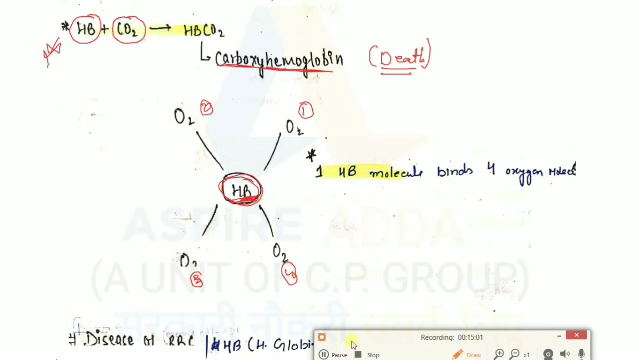 * HB + CO2 → HBCO2
Carboxyhemoglobin (Death)
O2 2
O2 1
*
1 HB molecule binds 4 oxygen molec
HB
O2 3
O2 4
ASPIRE ADDA
(A UNIT OF C.P GROUP)
Disease of RBC HB (H. Globi
Recording: 00:15:01
Pause Stop Draw x1